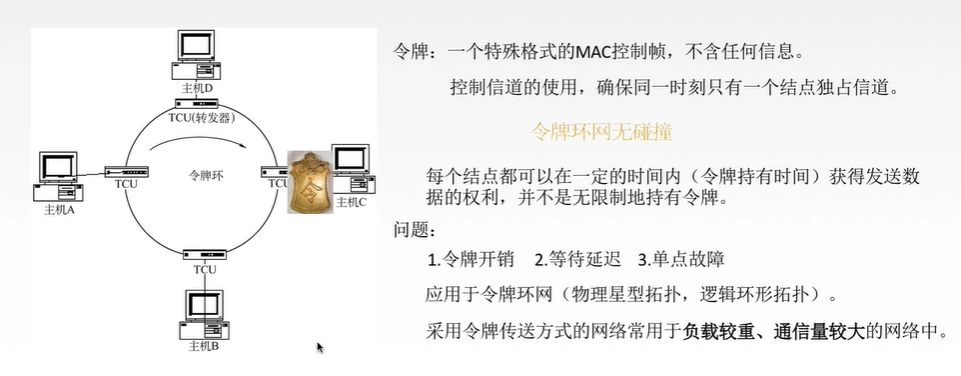 主机D
TCU(转发器)
令牌环
TCU
主机A
TCU
令
主机C
TCU
主机B
令牌：一个特殊格式的MAC控制帧，不含任何信息。
控制信道的使用，确保同一时刻只有一个结点独占信道。
令牌环网无碰撞
每个结点都可以在一定的时间内（令牌持有时间）获得发送数
据的权利，并不是无限制地持有令牌。
问题：
1.令牌开销 2.等待延迟 3.单点故障
应用于令牌环网（物理星型拓扑，逻辑环形拓扑）。
采用令牌传送方式的网络常用于负载较重、通信量较大的网络中。